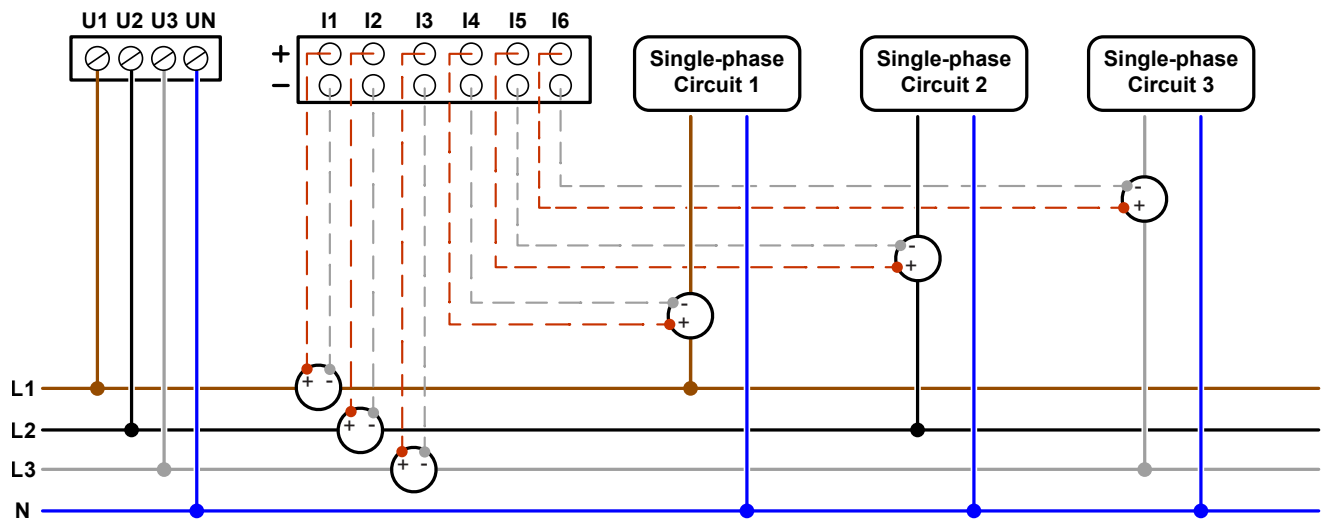 U1 U2 U3 UN
I1 I2 I3 I4 I5 I6
+
−
Single-phase
Circuit 1
Single-phase
Circuit 2
Single-phase
Circuit 3
-
+
-
+
-
+
L1
+ -
L2
+ -
L3
+ -
N